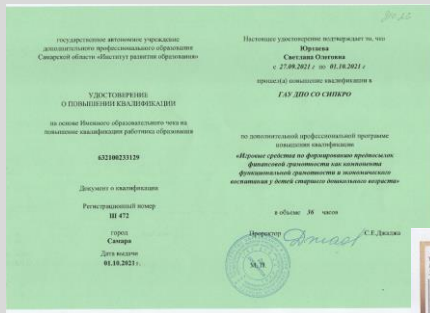 государственное автономное учреждение
дополнительного профессионального образования
Самарской области «Институт развития образования»
УДОСТОВЕРЕНИЕ
О ПОВЫШЕНИИ КВАЛИФИКАЦИИ
на основе Именного образовательного чека на
повышение квалификации работника образования
632100233129
Документ о квалификации
Регистрационный номер
Ш 472
город
Самара
Дата выдачи
01.10.2021 г.
Настоящее удостоверение подтверждает то, что
Светлана Олеговна
с 27.09.2021 г по 01.10.2021 г
прошел(а) повышение квалификации в
ГАУ ДПО СО СИПКРО
по дополнительной профессиональной программе
повышения квалификации
«Игровые средства по формированию предпосылок
финансовой грамотности как компонента
функциональной грамотности и экономического
воспитания у детей старшего дошкольного возраста»
в объеме 36 часов
Проректор
М.П.